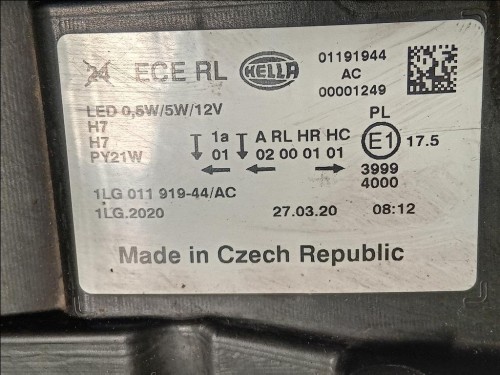 24 ECE RL HELLA 01191944
AC
00001249
LED 0,5W/5W/12V
H7
H7
PY21W
1a A RL HR HC
01 02 00 01 01
PL
E1 17.5
3999
4000
1LG 011 919-44/AC
1LG.2020 27.03.20 08:12
Made in Czech Republic